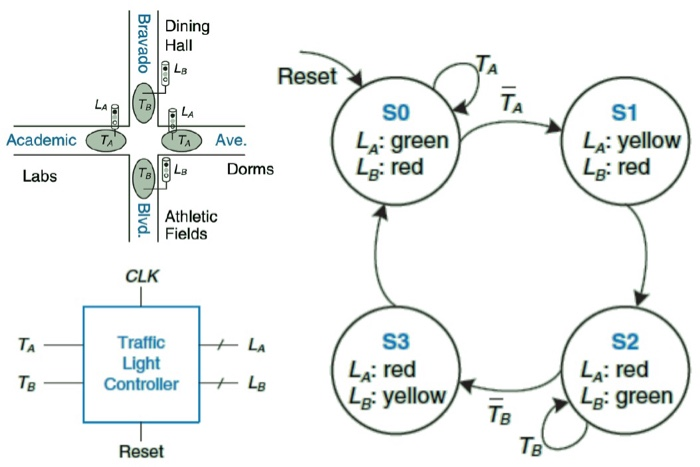 Bravado
Dining
Hall
L_B
T_B
L_A
L_A
Academic
T_A
T_A
Ave.
Labs
T_B
L_B
Dorms
Blvd.
Athletic
Fields
CLK
T_A
T_B
Traffic
Light
Controller
L_A
L_B
Reset
Reset
T_A
T̅_A
S0
L_A: green
L_B: red
S1
L_A: yellow
L_B: red
S3
L_A: red
L_B: yellow
S2
L_A: red
L_B: green
T̅_B
T_B